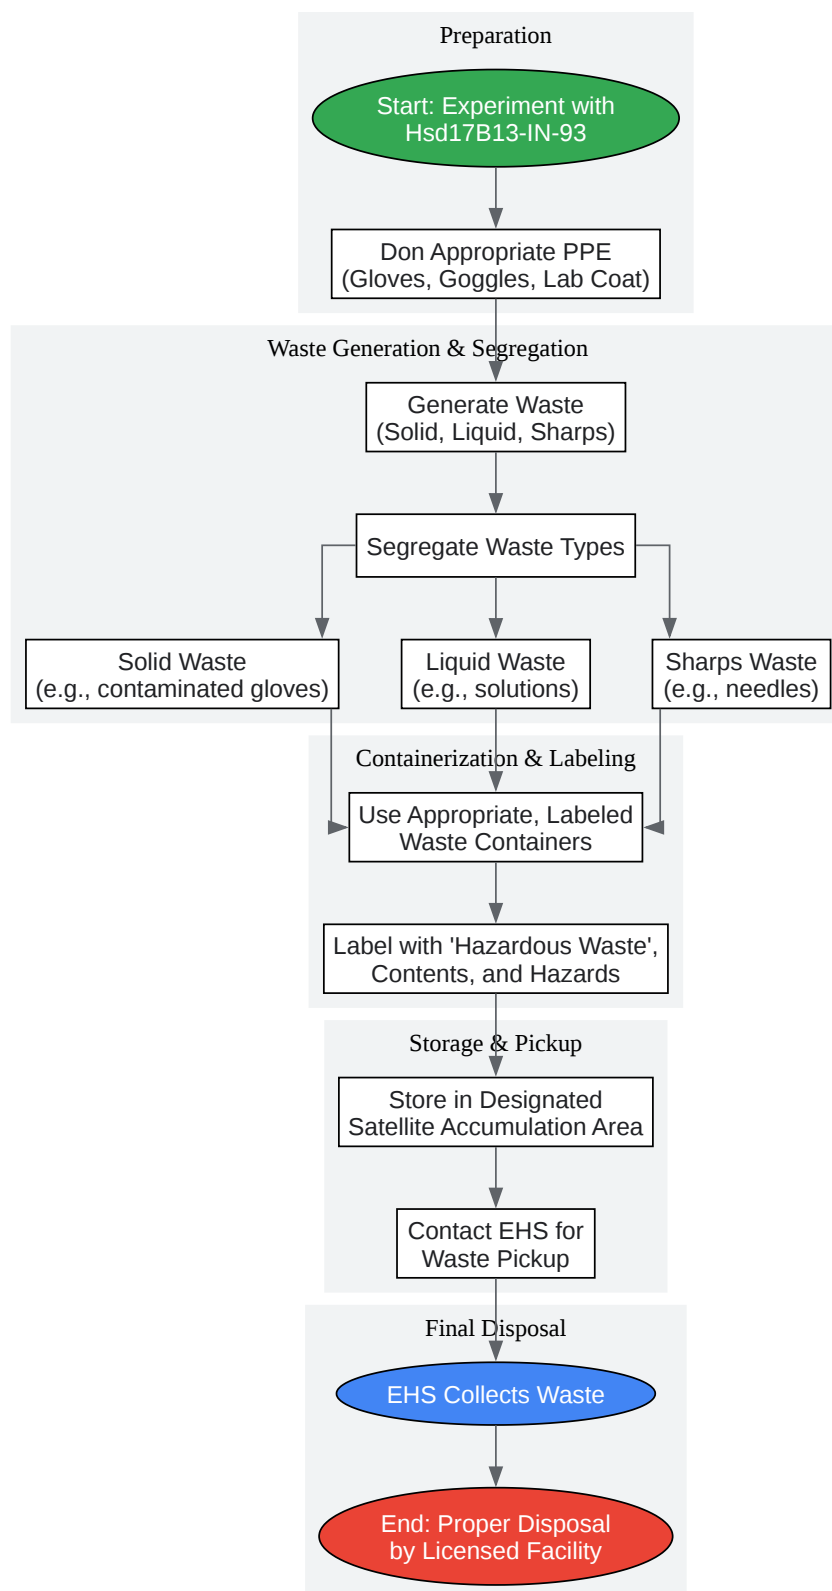 Preparation
Start: Experiment with
Hsd17B13-IN-93
Don Appropriate PPE
(Gloves, Goggles, Lab Coat)
Waste Generation & Segregation
Generate Waste
(Solid, Liquid, Sharps)
Segregate Waste Types
Solid Waste
(e.g., contaminated gloves)
Liquid Waste
(e.g., solutions)
Sharps Waste
(e.g., needles)
Containerization & Labeling
Use Appropriate, Labeled
Waste Containers
Label with 'Hazardous Waste',
Contents, and Hazards
Storage & Pickup
Store in Designated
Satellite Accumulation Area
Contact EHS for
Waste Pickup
Final Disposal
EHS Collects Waste
End: Proper Disposal
by Licensed Facility